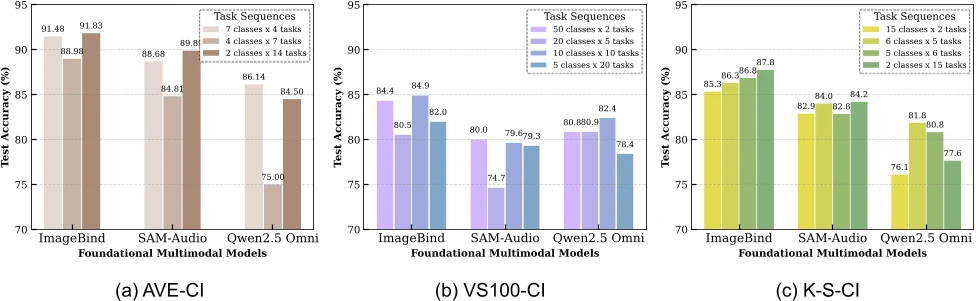 95
90
85
80
75
70
Test Accuracy (%)
Task Sequences
7 classes x 4 tasks
4 classes x 7 tasks
2 classes x 14 tasks
91.48
88.98
91.83
88.68
84.81
86.14
75.00
84.50
ImageBind
SAM-Audio
Qwen2.5 Omni
Foundational Multimodal Models
(a) AVE-CI
95
90
85
80
75
70
Test Accuracy (%)
Task Sequences
50 classes x 2 tasks
20 classes x 5 tasks
10 classes x 10 tasks
5 classes x 20 tasks
84.4
80.5
84.9
82.0
80.0
74.7
79.6
79.3
80.8
80.9
82.4
78.4
ImageBind
SAM-Audio
Qwen2.5 Omni
Foundational Multimodal Models
(b) VS100-CI
95
90
85
80
75
70
Test Accuracy (%)
Task Sequences
15 classes x 2 tasks
6 classes x 5 tasks
5 classes x 6 tasks
2 classes x 15 tasks
85.3
86.3
86.8
87.8
82.9
84.0
82.8
84.2
76.1
81.8
80.8
77.6
ImageBind
SAM-Audio
Qwen2.5 Omni
Foundational Multimodal Models
(c) K-S-CI